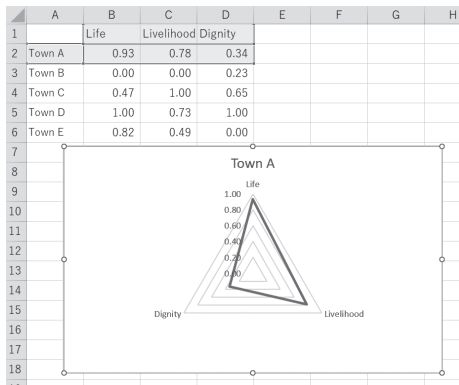 A B C D E F G H
1 Life Livelihood Dignity
2 Town A 0.93 0.78 0.34
3 Town B 0.00 0.00 0.23
4 Town C 0.47 1.00 0.65
5 Town D 1.00 0.73 1.00
6 Town E 0.82 0.49 0.00
7
8 Town A
9 Life
1.00
10 0.80
11 0.60
0.40
12 0.20
13 0.00
14
15 Dignity Livelihood
16
17
18